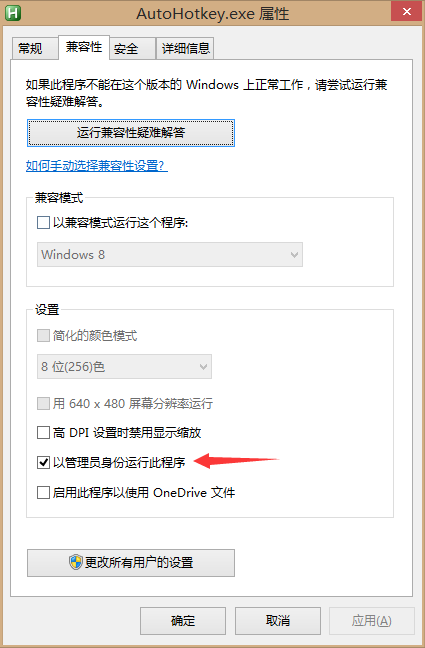 AutoHotkey.exe 属性
常规
兼容性
安全
详细信息
如果此程序不能在这个版本的 Windows 上正常工作，请尝试运行兼
容性疑难解答。
运行兼容性疑难解答
如何手动选择兼容性设置?
兼容模式
以兼容模式运行这个程序:
Windows 8
设置
简化的颜色模式
8 位(256)色
用 640 x 480 屏幕分辨率运行
高 DPI 设置时禁用显示缩放
以管理员身份运行此程序
启用此程序以使用 OneDrive 文件
更改所有用户的设置
确定
取消
应用(A)